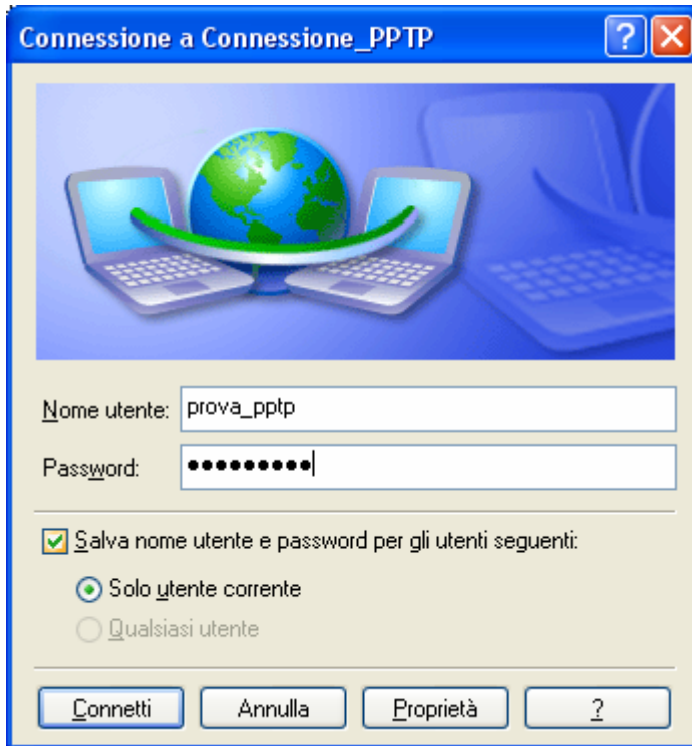 Connessione a Connessione_PPTP
?
Nome utente: prova_pptp
Password: ●●●●●●●●●
Salva nome utente e password per gli utenti seguenti:
Solo utente corrente
Qualsiasi utente
Connetti Annulla Proprietà ?